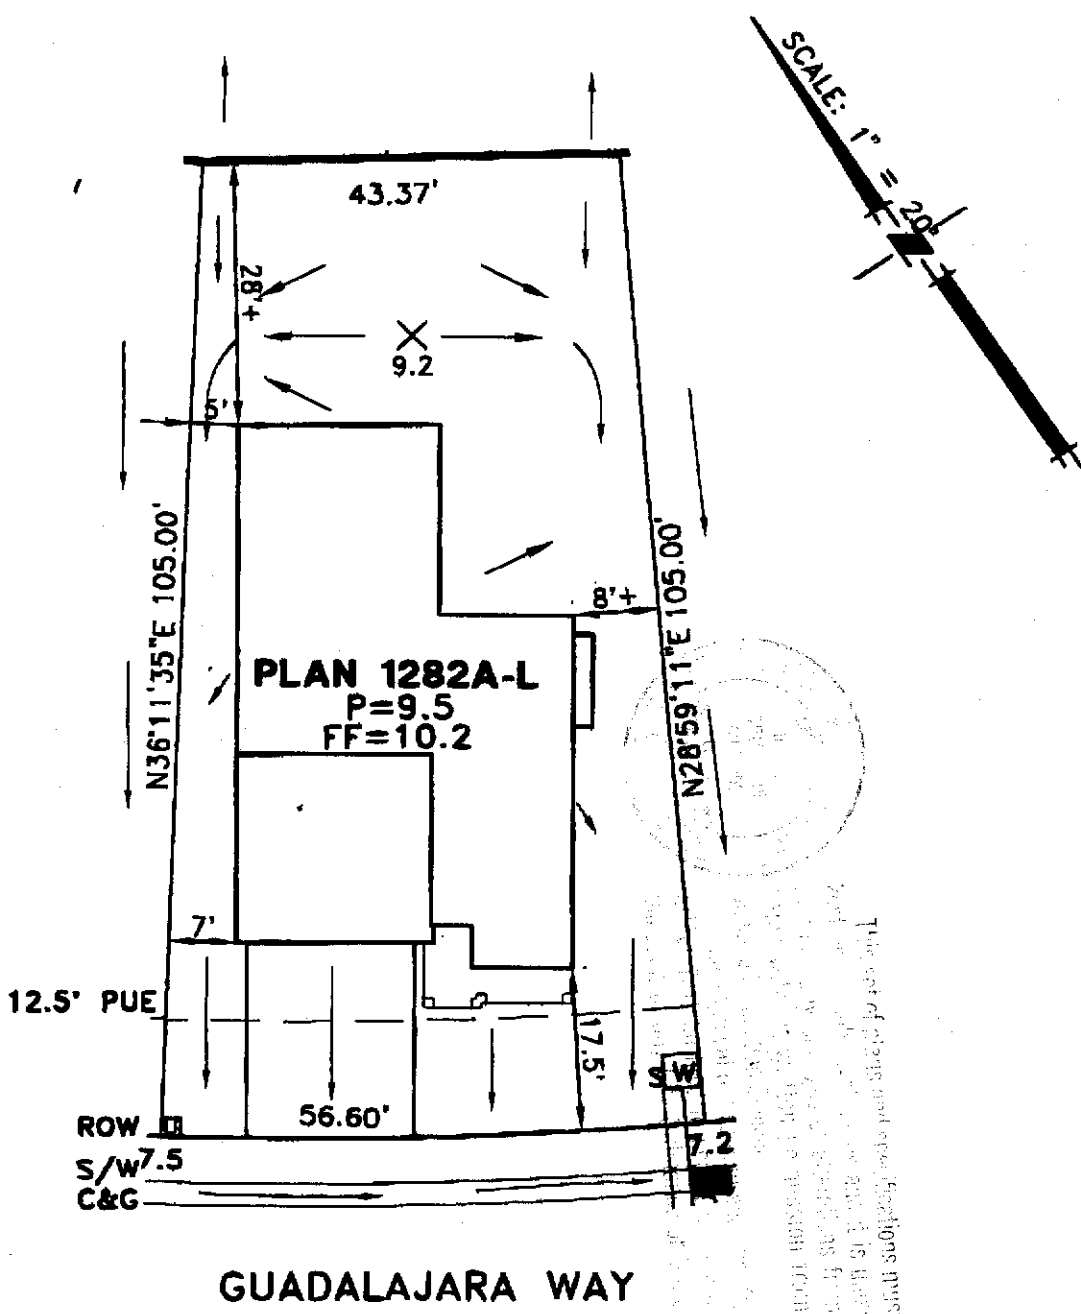 SCALE: 1" = 20'
43.37'
28'+
9.2
5'
N36°11'35"E 105.00'
8'+
N28°59'11"E 105.00'
PLAN 1282A-L
P=9.5
FF=10.2
7'
12.5' PUE
17.5'
S W
ROW
56.60'
7.5
7.2
S/W
C&G
GUADALAJARA WAY